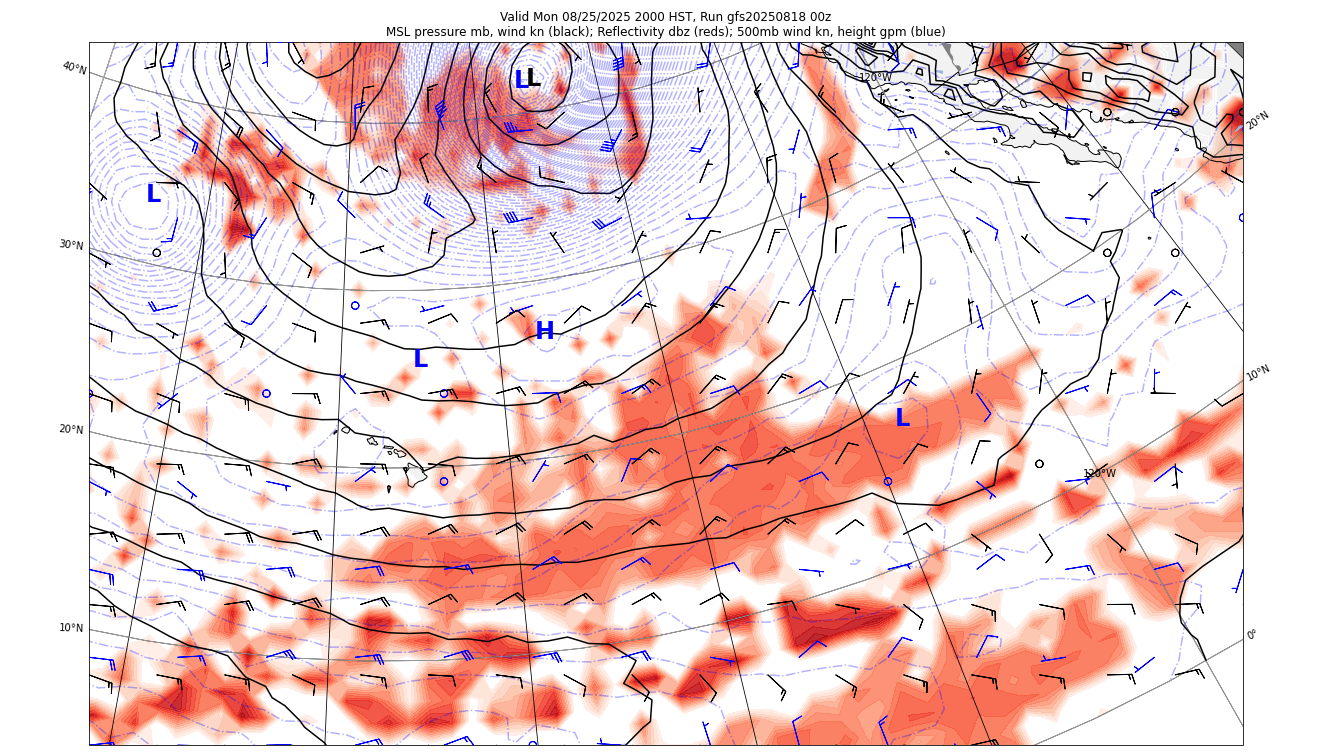 Valid Mon 08/25/2025 2000 HST, Run gfs20250818 00z
MSL pressure mb, wind kn (black); Reflectivity dbz (reds); 500mb wind kn, height gpm (blue)
40°N
L L
120°W
20°N
L
30°N
H
L
10°N
L
20°N
120°W
10°N
0°